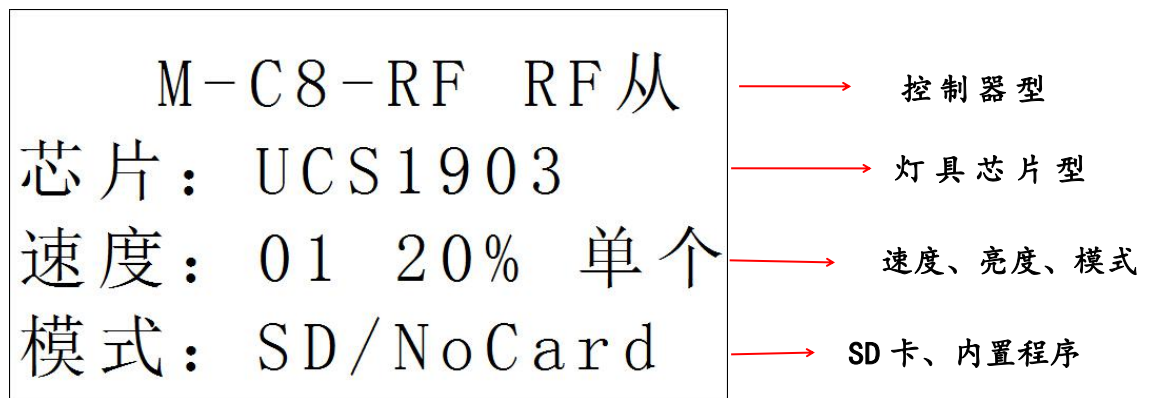 M-C8-RF RF从 控制器型
芯片：UCS1903 灯具芯片型
速度：01 20% 单个 速度、亮度、模式
模式：SD/NoCard SD卡、内置程序